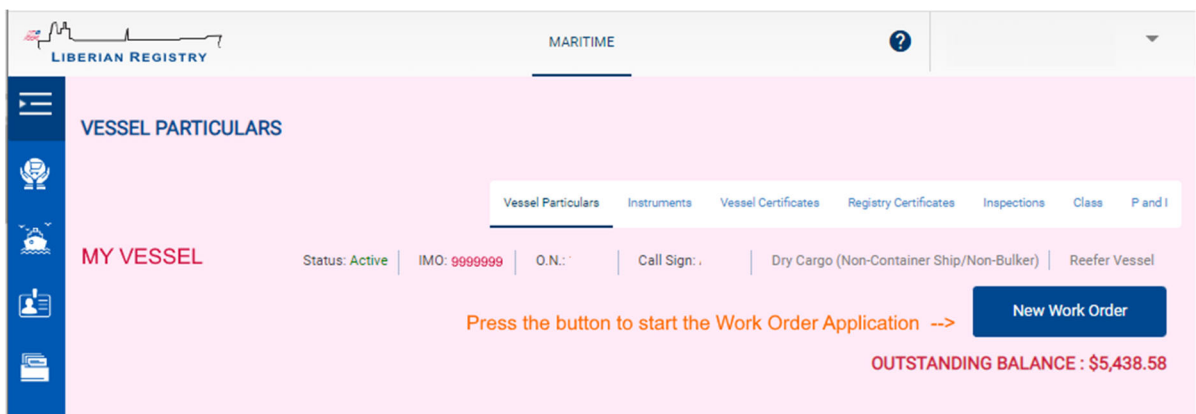 LIBERIAN REGISTRY
MARITIME
?
VESSEL PARTICULARS
Vessel Particulars Instruments Vessel Certificates Registry Certificates Inspections Class P and I
MY VESSEL Status: Active IMO: 9999999 O.N.: Call Sign: Dry Cargo (Non-Container Ship/Non-Bulker) Reefer Vessel
Press the button to start the Work Order Application --> New Work Order
OUTSTANDING BALANCE : $5,438.58